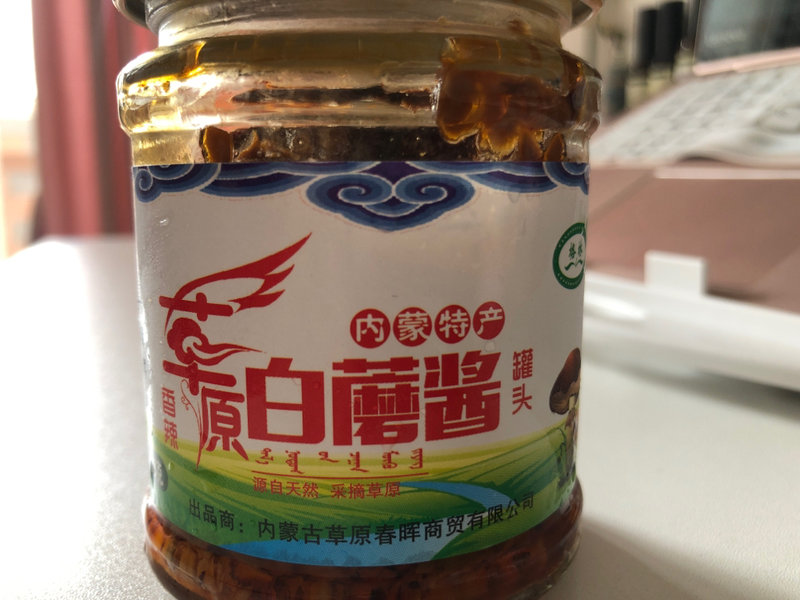 内蒙特产
草原白蘑酱
罐头
香辣
源自天然 采摘草原
出品商：内蒙古草原春晖商贸有限公司